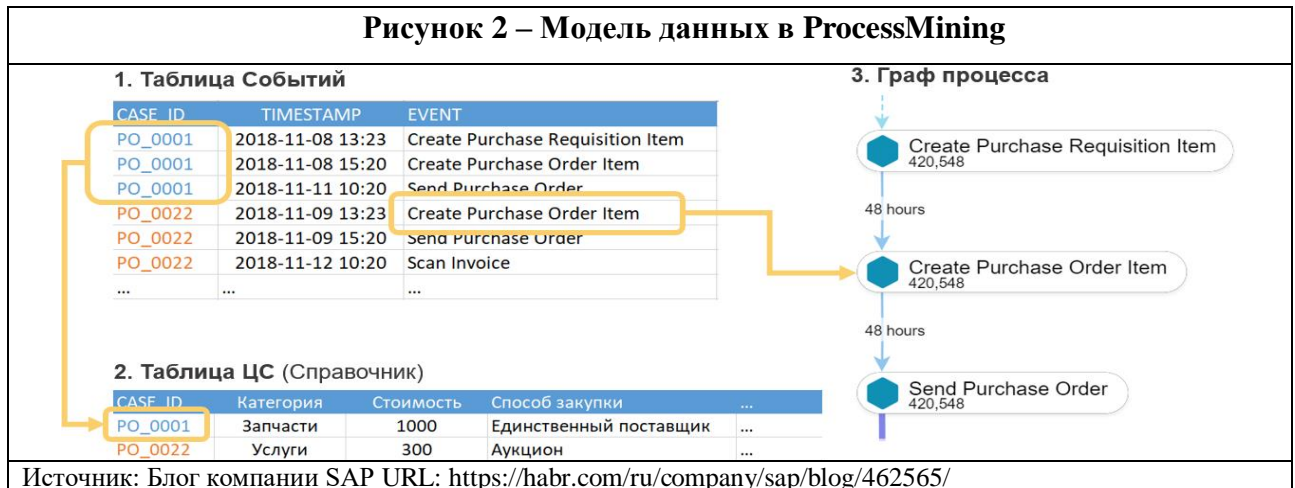 Рисунок 2 – Модель данных в ProcessMining
1. Таблица Событий
CASE_ID TIMESTAMP EVENT
PO_0001 2018-11-08 13:23 Create Purchase Requisition Item
PO_0001 2018-11-08 15:20 Create Purchase Order Item
PO_0001 2018-11-11 10:20 Send Purchase Order
PO_0022 2018-11-09 13:23 Create Purchase Order Item
PO_0022 2018-11-09 15:20 Send Purchase Order
PO_0022 2018-11-12 10:20 Scan Invoice
... ... ...
2. Таблица ЦС (Справочник)
CASE_ID Категория Стоимость Способ закупки ...
PO_0001 Запчасти 1000 Единственный поставщик ...
PO_0022 Услуги 300 Аукцион ...
3. Граф процесса
Create Purchase Requisition Item
420,548
48 hours
Create Purchase Order Item
420,548
48 hours
Send Purchase Order
420,548
Источник: Блог компании SAP URL: https://habr.com/ru/company/sap/blog/462565/